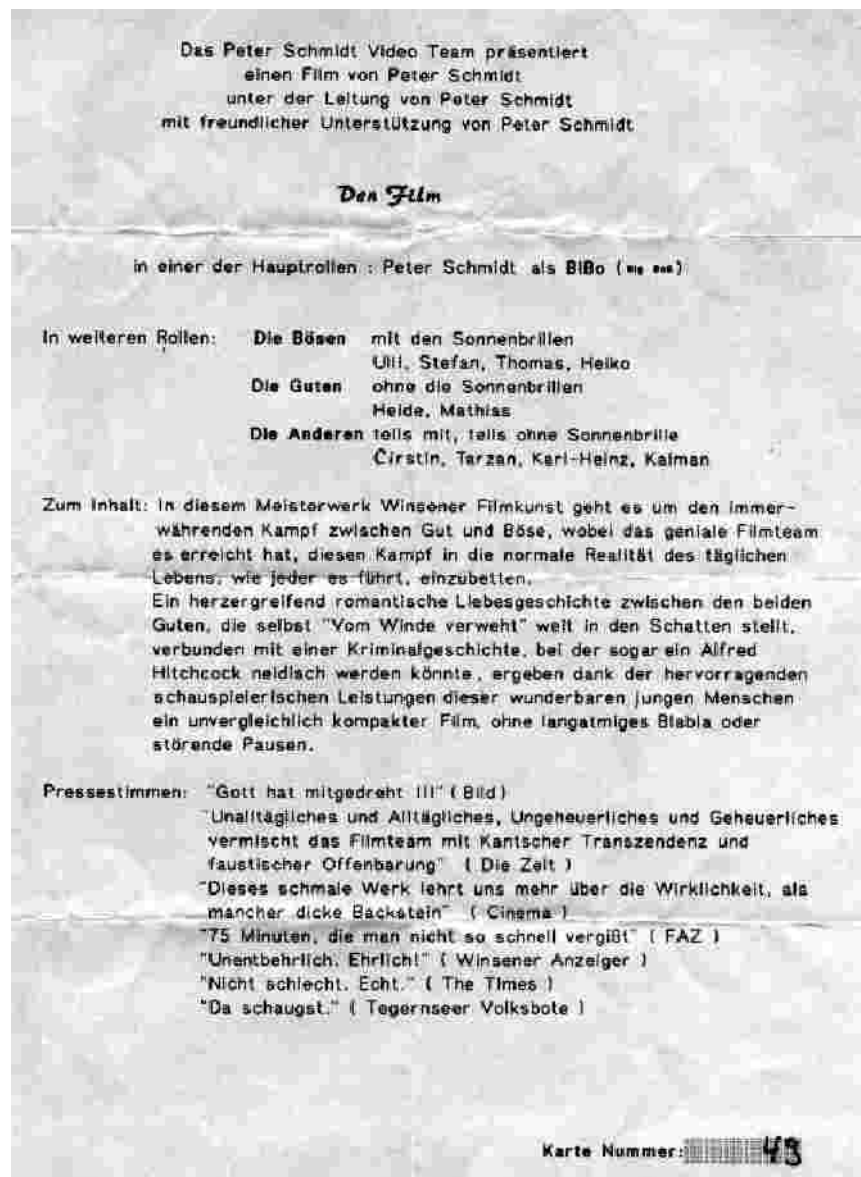 Das Peter Schmidt Video Team präsentiert
einen Film von Peter Schmidt
unter der Leitung von Peter Schmidt
mit freundlicher Unterstützung von Peter Schmidt
Den Film
in einer der Hauptrollen : Peter Schmidt als BiBo (
In weiteren Rollen: Die Bösen mit den Sonnenbrillen
Ulli, Stefan, Thomas, Heiko
Die Guten ohne die Sonnenbrillen
Heide, Mathias
Die Anderen teils mit, teils ohne Sonnenbrille
Cirstin, Tarzan, Karl-Heinz, Kalman
Zum Inhalt: In diesem Meisterwerk Winsener Filmkunst geht es um den immer-
währenden Kampf zwischen Gut und Böse, wobei das geniale Filmteam
es erreicht hat, diesen Kampf in die normale Realität des täglichen
Lebens, wie jeder es führt, einzubetten.
Ein herzergreifend romantische Liebesgeschichte zwischen den beiden
Guten, die selbst "Vom Winde verweht" weit in den Schatten stellt,
verbunden mit einer Kriminalgeschichte, bei der sogar ein Alfred
Hitchcock neidisch werden könnte, ergeben dank der hervorragenden
schauspielerischen Leistungen dieser wunderbaren jungen Menschen
ein unvergleichlich kompakter Film, ohne langatmiges Blabla oder
störende Pausen.
Pressestimmen: "Gott hat mitgedreht !!!" ( Bild)
"Unalltägliches und Alltägliches, Ungeheuerliches und Geheuerliches
vermischt das Filmteam mit Kantscher Transzendenz und
faustischer Offenbarung" ( Die Zeit )
"Dieses schmale Werk lehrt uns mehr über die Wirklichkeit, als
mancher dicke Backstein" ( Cinema )
"75 Minuten, die man nicht so schnell vergißt" ( FAZ )
"Unentbehrlich. Ehrlich!" ( Winsener Anzeiger )
"Nicht schlecht. Echt." ( The Times )
"Da schaugst." ( Tegernseer Volksbote )
Karte Nummer: 43